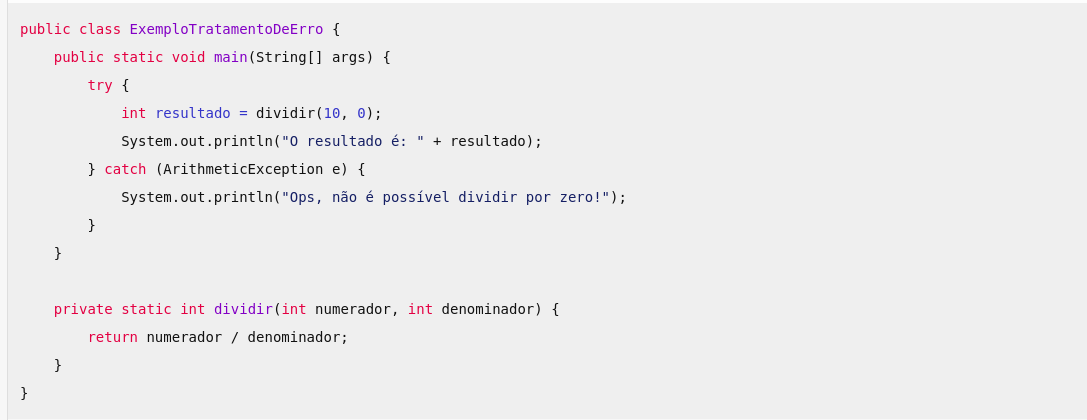 public class ExemploTratamentoDeErro {
    public static void main(String[] args) {
        try {
            int resultado = dividir(10, 0);
            System.out.println("O resultado é: " + resultado);
        } catch (ArithmeticException e) {
            System.out.println("Ops, não é possível dividir por zero!");
        }
    }

    private static int dividir(int numerador, int denominador) {
        return numerador / denominador;
    }
}